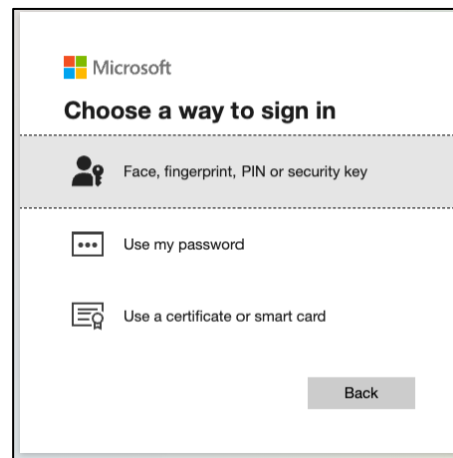 Microsoft
Choose a way to sign in
Face, fingerprint, PIN or security key
Use my password
Use a certificate or smart card
Back